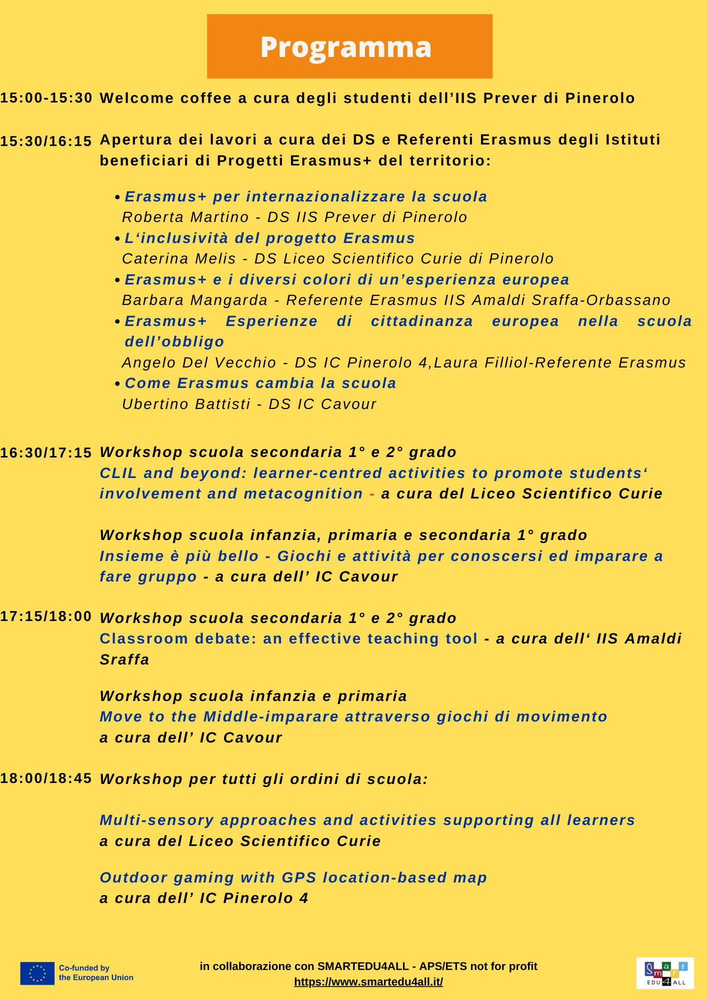 Programma
15:00-15:30 Welcome coffee a cura degli studenti dell’IIS Prever di Pinerolo
15:30/16:15 Apertura dei lavori a cura dei DS e Referenti Erasmus degli Istituti
beneficiari di Progetti Erasmus+ del territorio:
• Erasmus+ per internazionalizzare la scuola
Roberta Martino - DS IIS Prever di Pinerolo
• L‘inclusività del progetto Erasmus
Caterina Melis - DS Liceo Scientifico Curie di Pinerolo
• Erasmus+ e i diversi colori di un’esperienza europea
Barbara Mangarda - Referente Erasmus IIS Amaldi Sraffa-Orbassano
• Erasmus+ Esperienze di cittadinanza europea nella scuola
dell’obbligo
Angelo Del Vecchio - DS IC Pinerolo 4,Laura Filliol-Referente Erasmus
• Come Erasmus cambia la scuola
Ubertino Battisti - DS IC Cavour
16:30/17:15 Workshop scuola secondaria 1° e 2° grado
CLIL and beyond: learner-centred activities to promote students‘
involvement and metacognition - a cura del Liceo Scientifico Curie
Workshop scuola infanzia, primaria e secondaria 1° grado
Insieme è più bello - Giochi e attività per conoscersi ed imparare a
fare gruppo - a cura dell’ IC Cavour
17:15/18:00 Workshop scuola secondaria 1° e 2° grado
Classroom debate: an effective teaching tool - a cura dell‘ IIS Amaldi
Sraffa
Workshop scuola infanzia e primaria
Move to the Middle-imparare attraverso giochi di movimento
a cura dell’ IC Cavour
18:00/18:45 Workshop per tutti gli ordini di scuola:
Multi-sensory approaches and activities supporting all learners
a cura del Liceo Scientifico Curie
Outdoor gaming with GPS location-based map
a cura dell’ IC Pinerolo 4
Co-funded by
the European Union
in collaborazione con SMARTEDU4ALL - APS/ETS not for profit
https://www.smartedu4all.it/
Smart
EDU 4 ALL